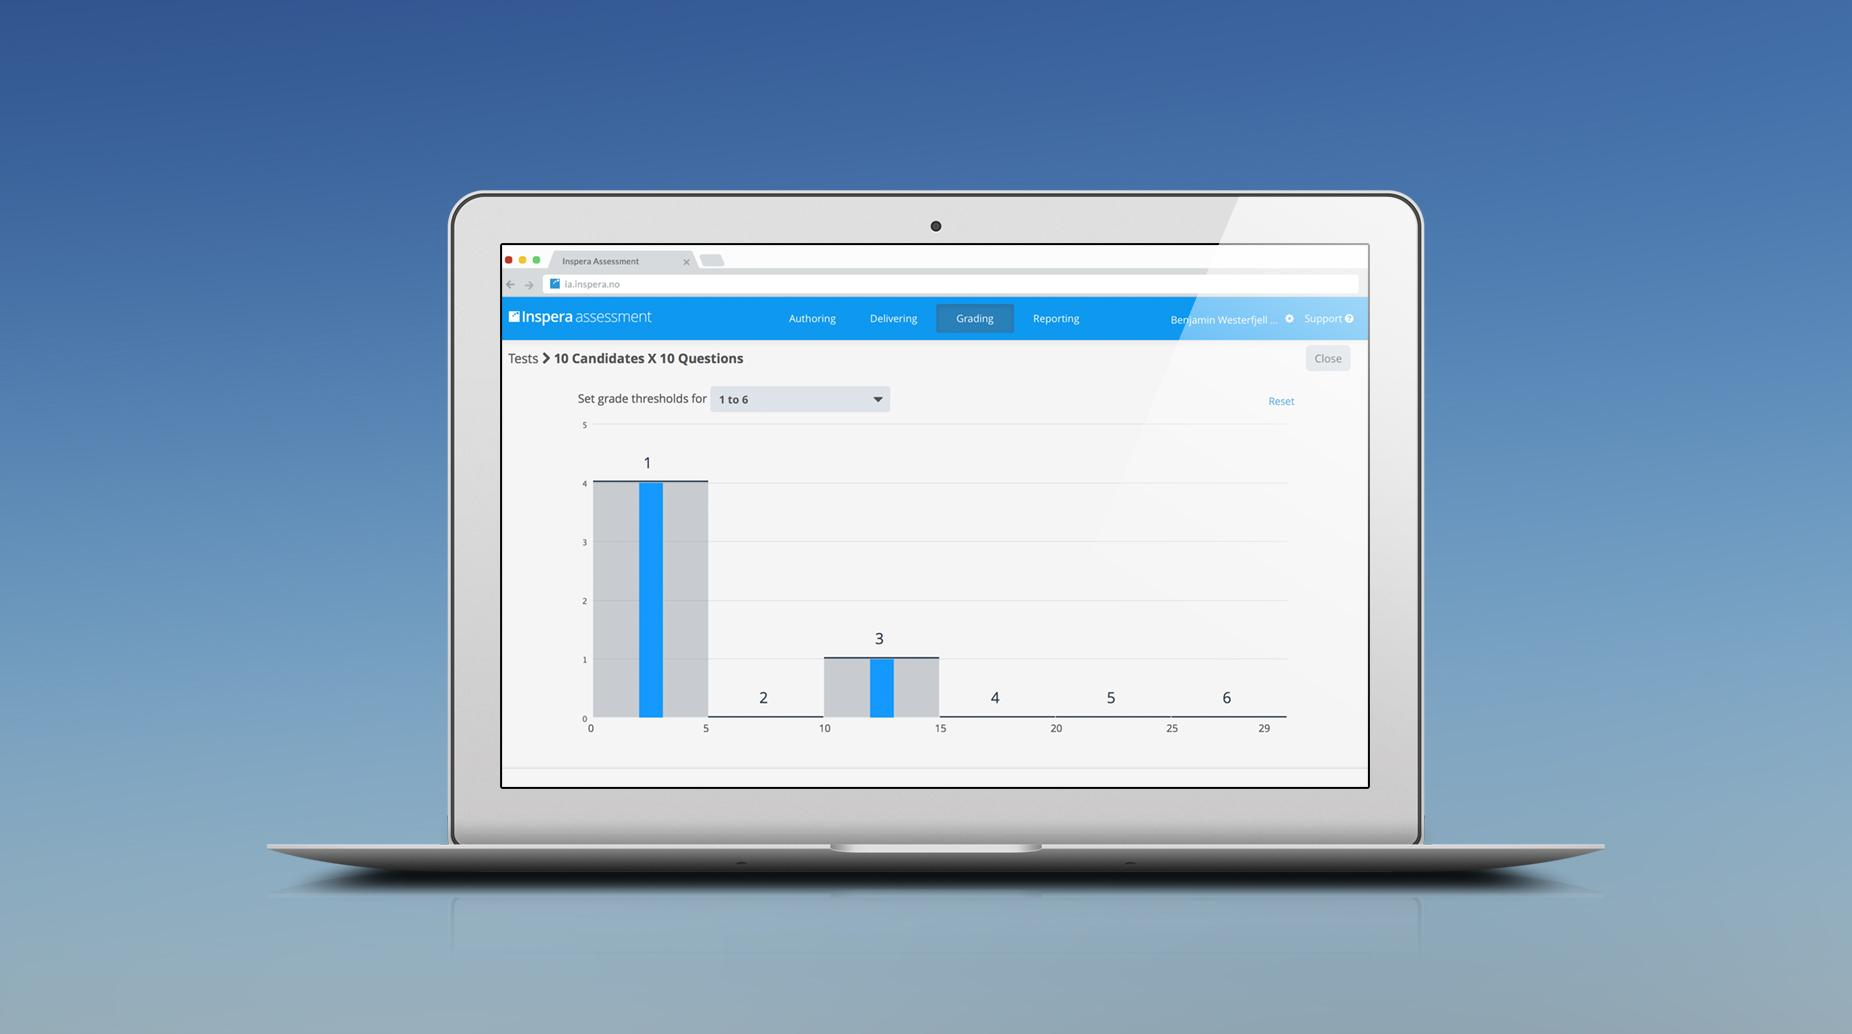 Inspera Assessment
ia.inspera.no
Inspera assessment
Authoring Delivering Grading Reporting
Benjamin Westerfjell ... Support
Tests 10 Candidates X 10 Questions
Close
Set grade thresholds for 1 to 6
Reset
5
1
4
3
2
3
1
2 4 5 6
0
0 5 10 15 20 25 29